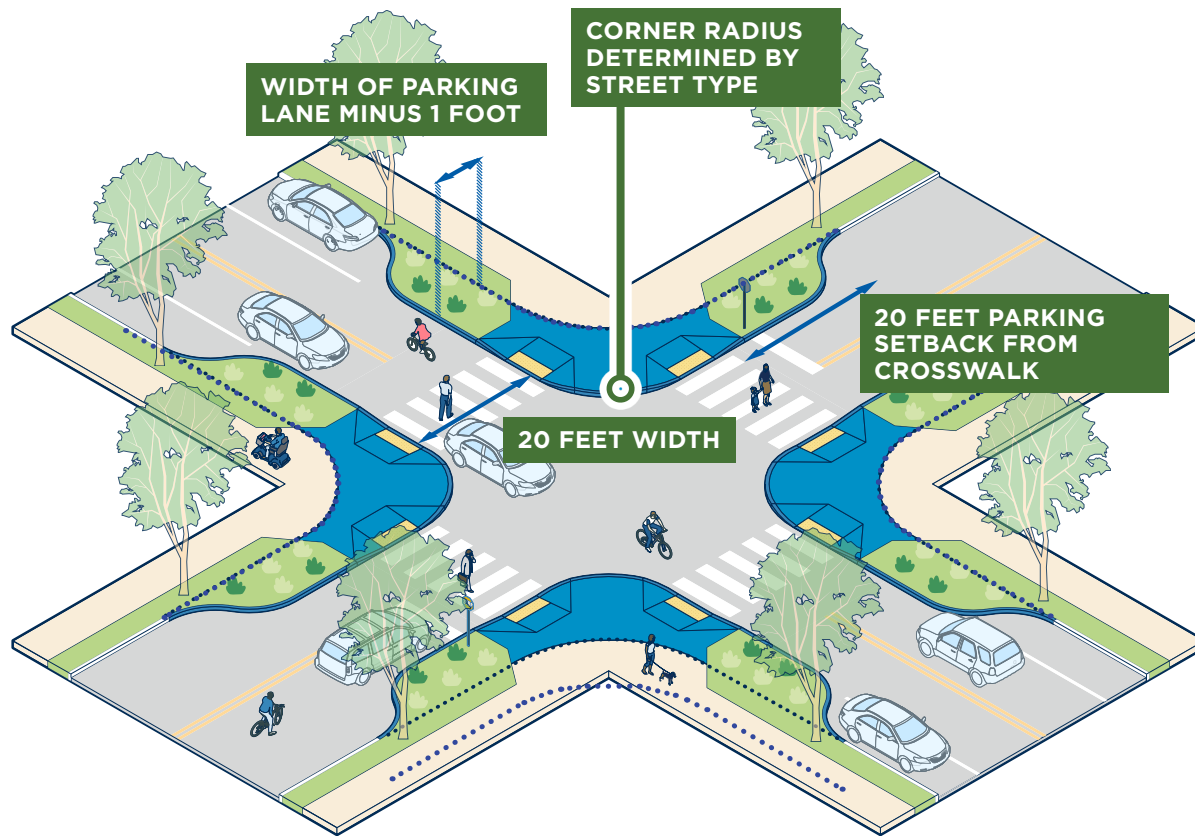 CORNER RADIUS
DETERMINED BY
STREET TYPE
WIDTH OF PARKING
LANE MINUS 1 FOOT
20 FEET PARKING
SETBACK FROM
CROSSWALK
20 FEET WIDTH